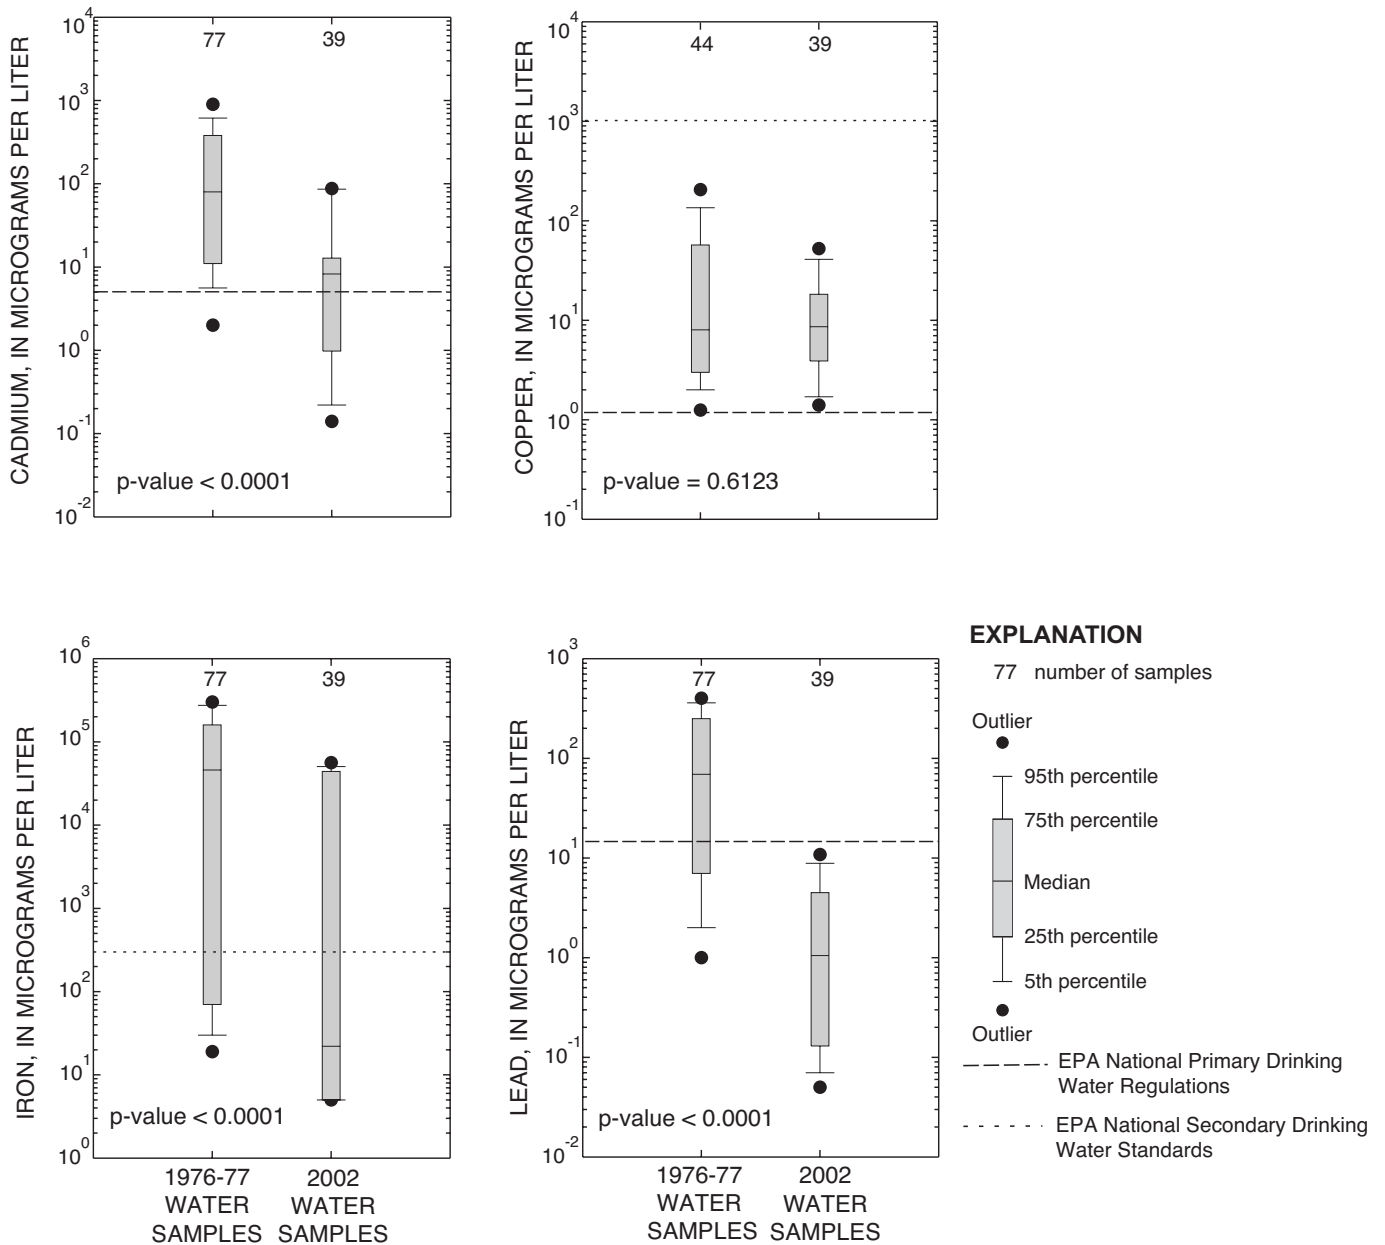 CADMIUM, IN MICROGRAMS PER LITER
10^4
10^3
10^2
10^1
10^0
10^-1
10^-2
77 39
p-value < 0.0001
COPPER, IN MICROGRAMS PER LITER
10^4
10^3
10^2
10^1
10^0
10^-1
44 39
p-value = 0.6123
IRON, IN MICROGRAMS PER LITER
10^6
10^5
10^4
10^3
10^2
10^1
10^0
77 39
p-value < 0.0001
1976-77
WATER
SAMPLES
2002
WATER
SAMPLES
LEAD, IN MICROGRAMS PER LITER
10^3
10^2
10^1
10^0
10^-1
10^-2
77 39
p-value < 0.0001
1976-77
WATER
SAMPLES
2002
WATER
SAMPLES
EXPLANATION
77 number of samples
Outlier
95th percentile
75th percentile
Median
25th percentile
5th percentile
Outlier
EPA National Primary Drinking
Water Regulations
EPA National Secondary Drinking
Water Standards